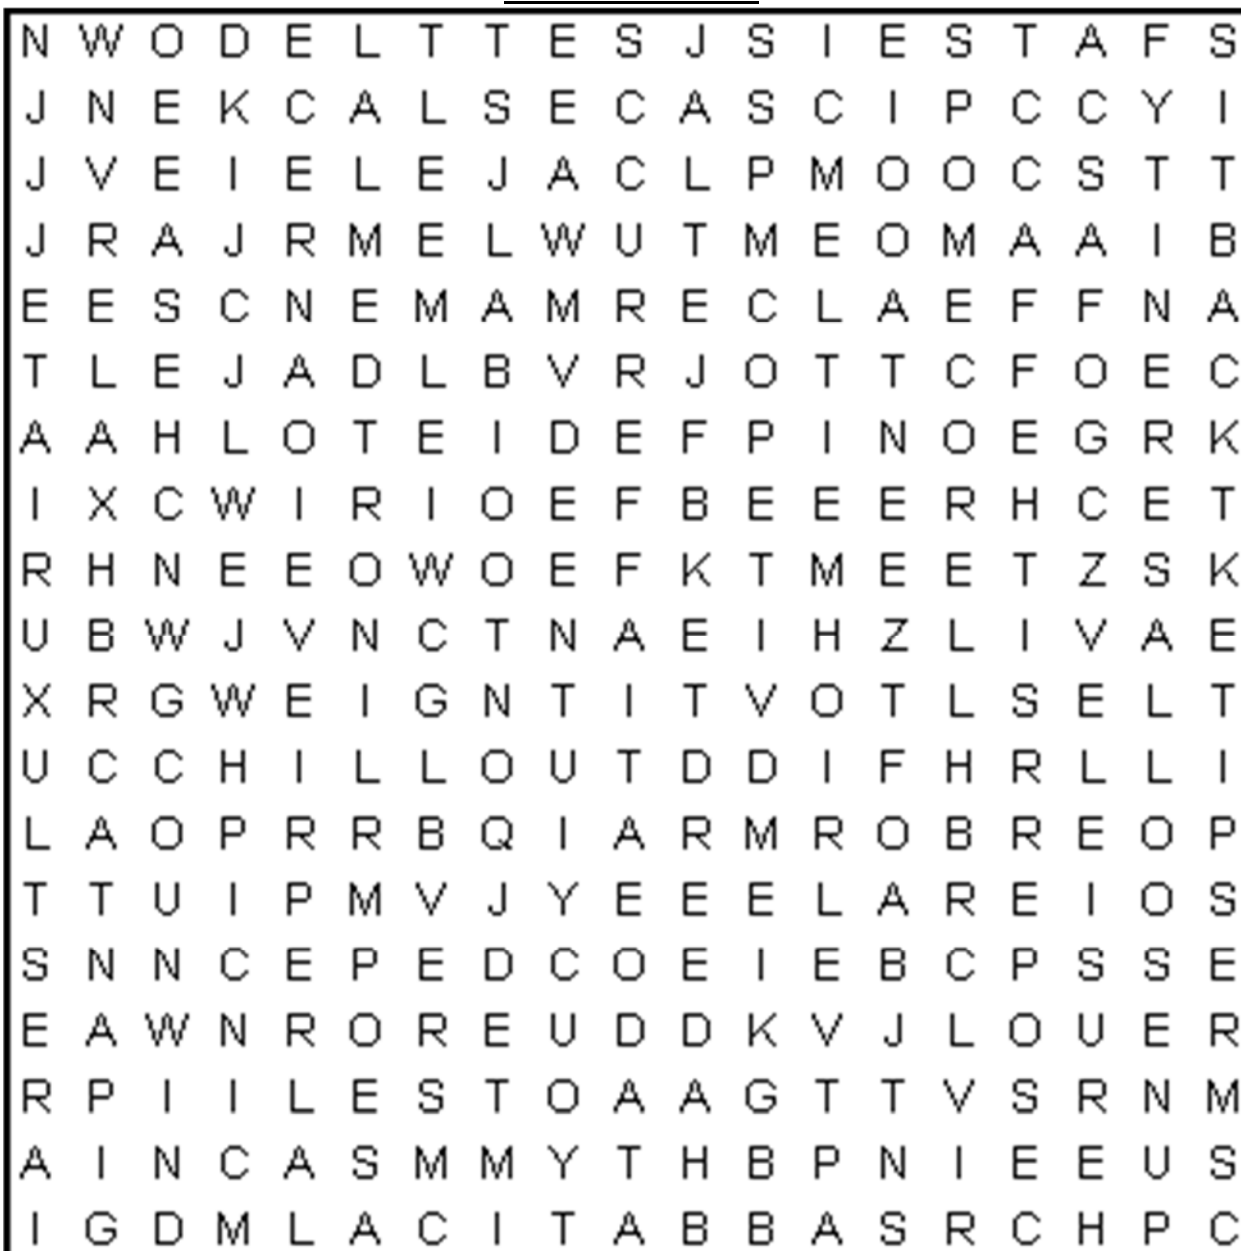 N W O D E L T T E S J S I E S T A F S
J N E K C A L S E C A S C I P C C Y I
J V E I E L E J A C L P M O O C S T T
J R A J R M E L W U T M E O M A A I B
E E S C N E M A M R E C L A E F F N A
T L E J A D L B V R J O T T C F O E C
A A H L O T E I D E F P I N O E G R K
I X C W I R I O E F B E E E R H C E T
R H N E E O W O E F K T M E E T Z S K
U B W J V N C T N A E I H Z L I V A E
X R G W E I G N T I T V O T L S E L T
U C C H I L L O U T D D I F H R L L I
L A O P R R B Q I A R M R O B R E O P
T T U I P M V J Y E E E L A R E I O S
S N N C E P E D C O E I E B C P S S E
E A W N R O R E U D D K V J L O U E R
R P I I L E S T O A A G T T V S R N M
A I N C A S M M Y T H B P N I E E U S
I G D M L A C I T A B B A S R C H P C